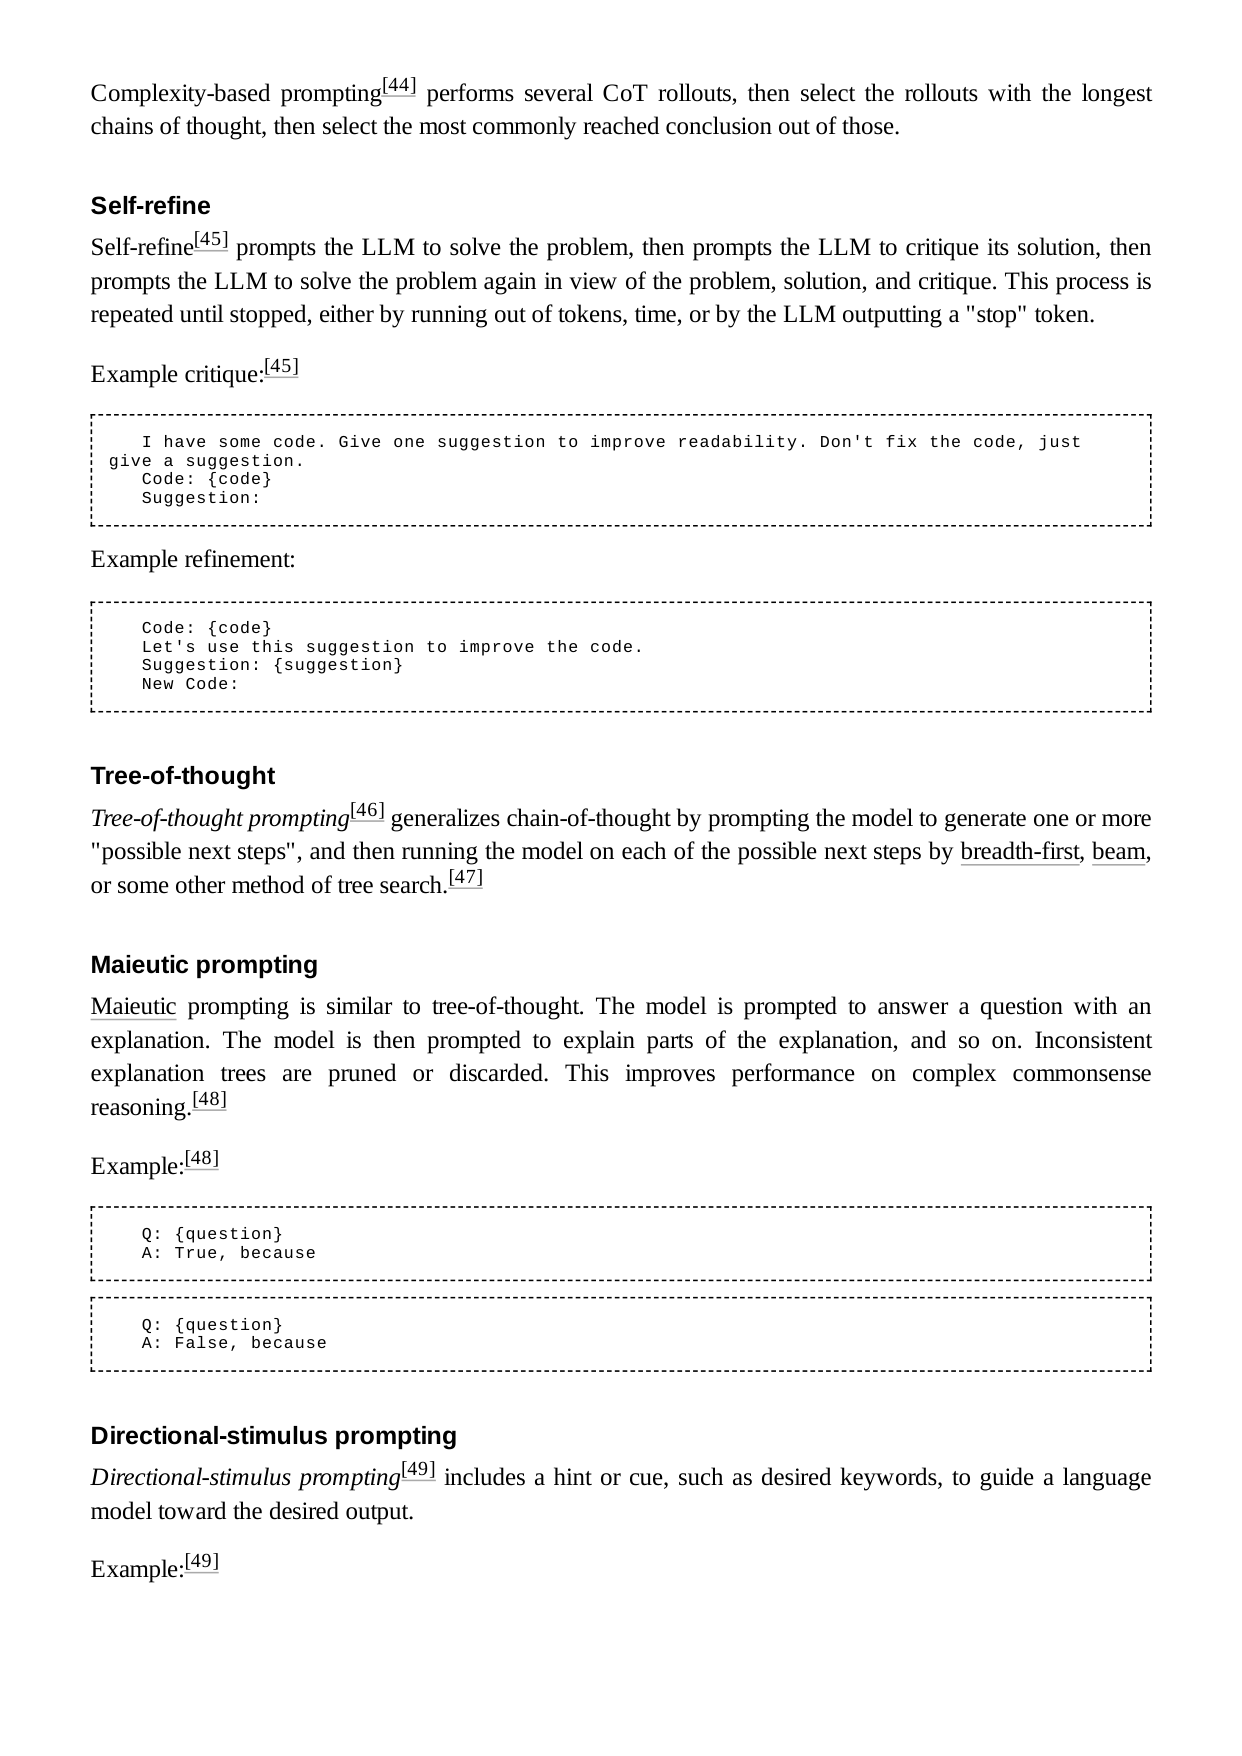 Complexity-based prompting[44] performs several CoT rollouts, then select the rollouts with the longest
chains of thought, then select the most commonly reached conclusion out of those.
Self-refine
Self-refine[45] prompts the LLM to solve the problem, then prompts the LLM to critique its solution, then
prompts the LLM to solve the problem again in view of the problem, solution, and critique. This process is
repeated until stopped, either by running out of tokens, time, or by the LLM outputting a "stop" token.
Example critique:[45]
I have some code. Give one suggestion to improve readability. Don't fix the code, just
give a suggestion.
Code: {code}
Suggestion:
Example refinement:
Code: {code}
Let's use this suggestion to improve the code.
Suggestion: {suggestion}
New Code:
Tree-of-thought
Tree-of-thought prompting[46] generalizes chain-of-thought by prompting the model to generate one or more
"possible next steps", and then running the model on each of the possible next steps by breadth-first, beam,
or some other method of tree search.[47]
Maieutic prompting
Maieutic prompting is similar to tree-of-thought. The model is prompted to answer a question with an
explanation. The model is then prompted to explain parts of the explanation, and so on. Inconsistent
explanation trees are pruned or discarded. This improves performance on complex commonsense
reasoning.[48]
Example:[48]
Q: {question}
A: True, because
Q: {question}
A: False, because
Directional-stimulus prompting
Directional-stimulus prompting[49] includes a hint or cue, such as desired keywords, to guide a language
model toward the desired output.
Example:[49]